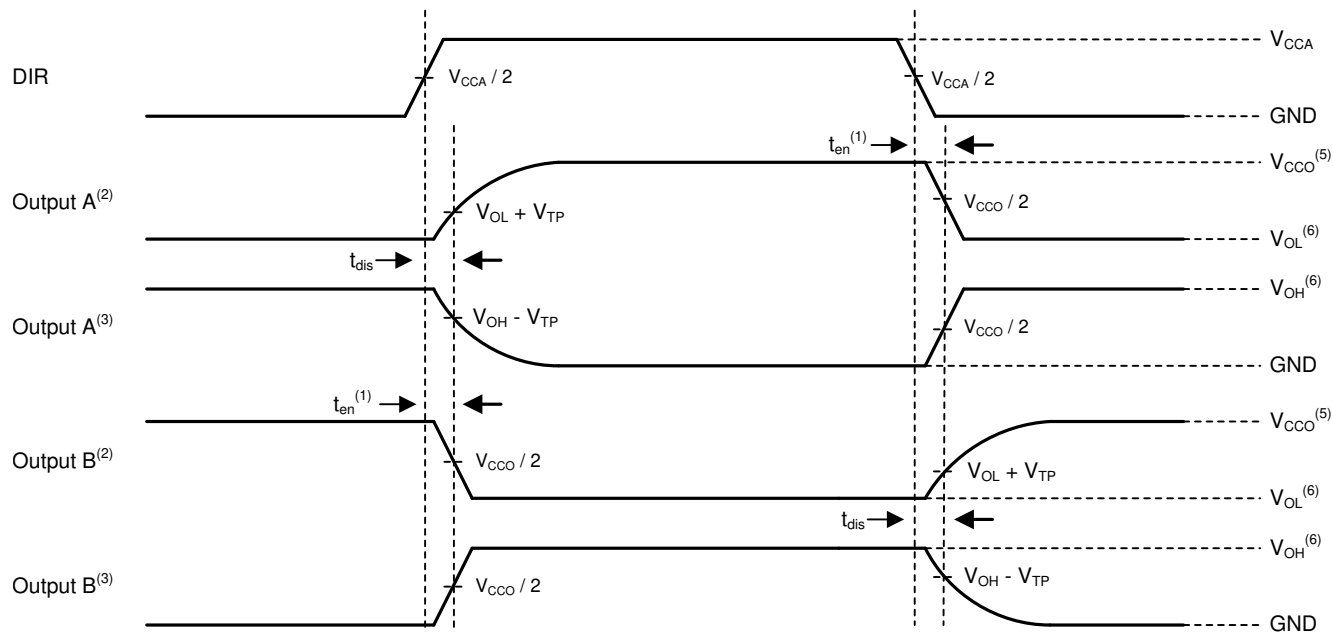 DIR
V_CCA / 2
V_CCA / 2
V_CCA
GND
t_en^(1)
V_CCO^(5)
Output A^(2)
V_OL + V_TP
V_CCO / 2
V_OL^(6)
t_dis
V_OH^(6)
Output A^(3)
V_OH - V_TP
V_CCO / 2
GND
t_en^(1)
V_CCO^(5)
Output B^(2)
V_CCO / 2
V_OL + V_TP
V_OL^(6)
t_dis
V_OH^(6)
Output B^(3)
V_CCO / 2
V_OH - V_TP
GND